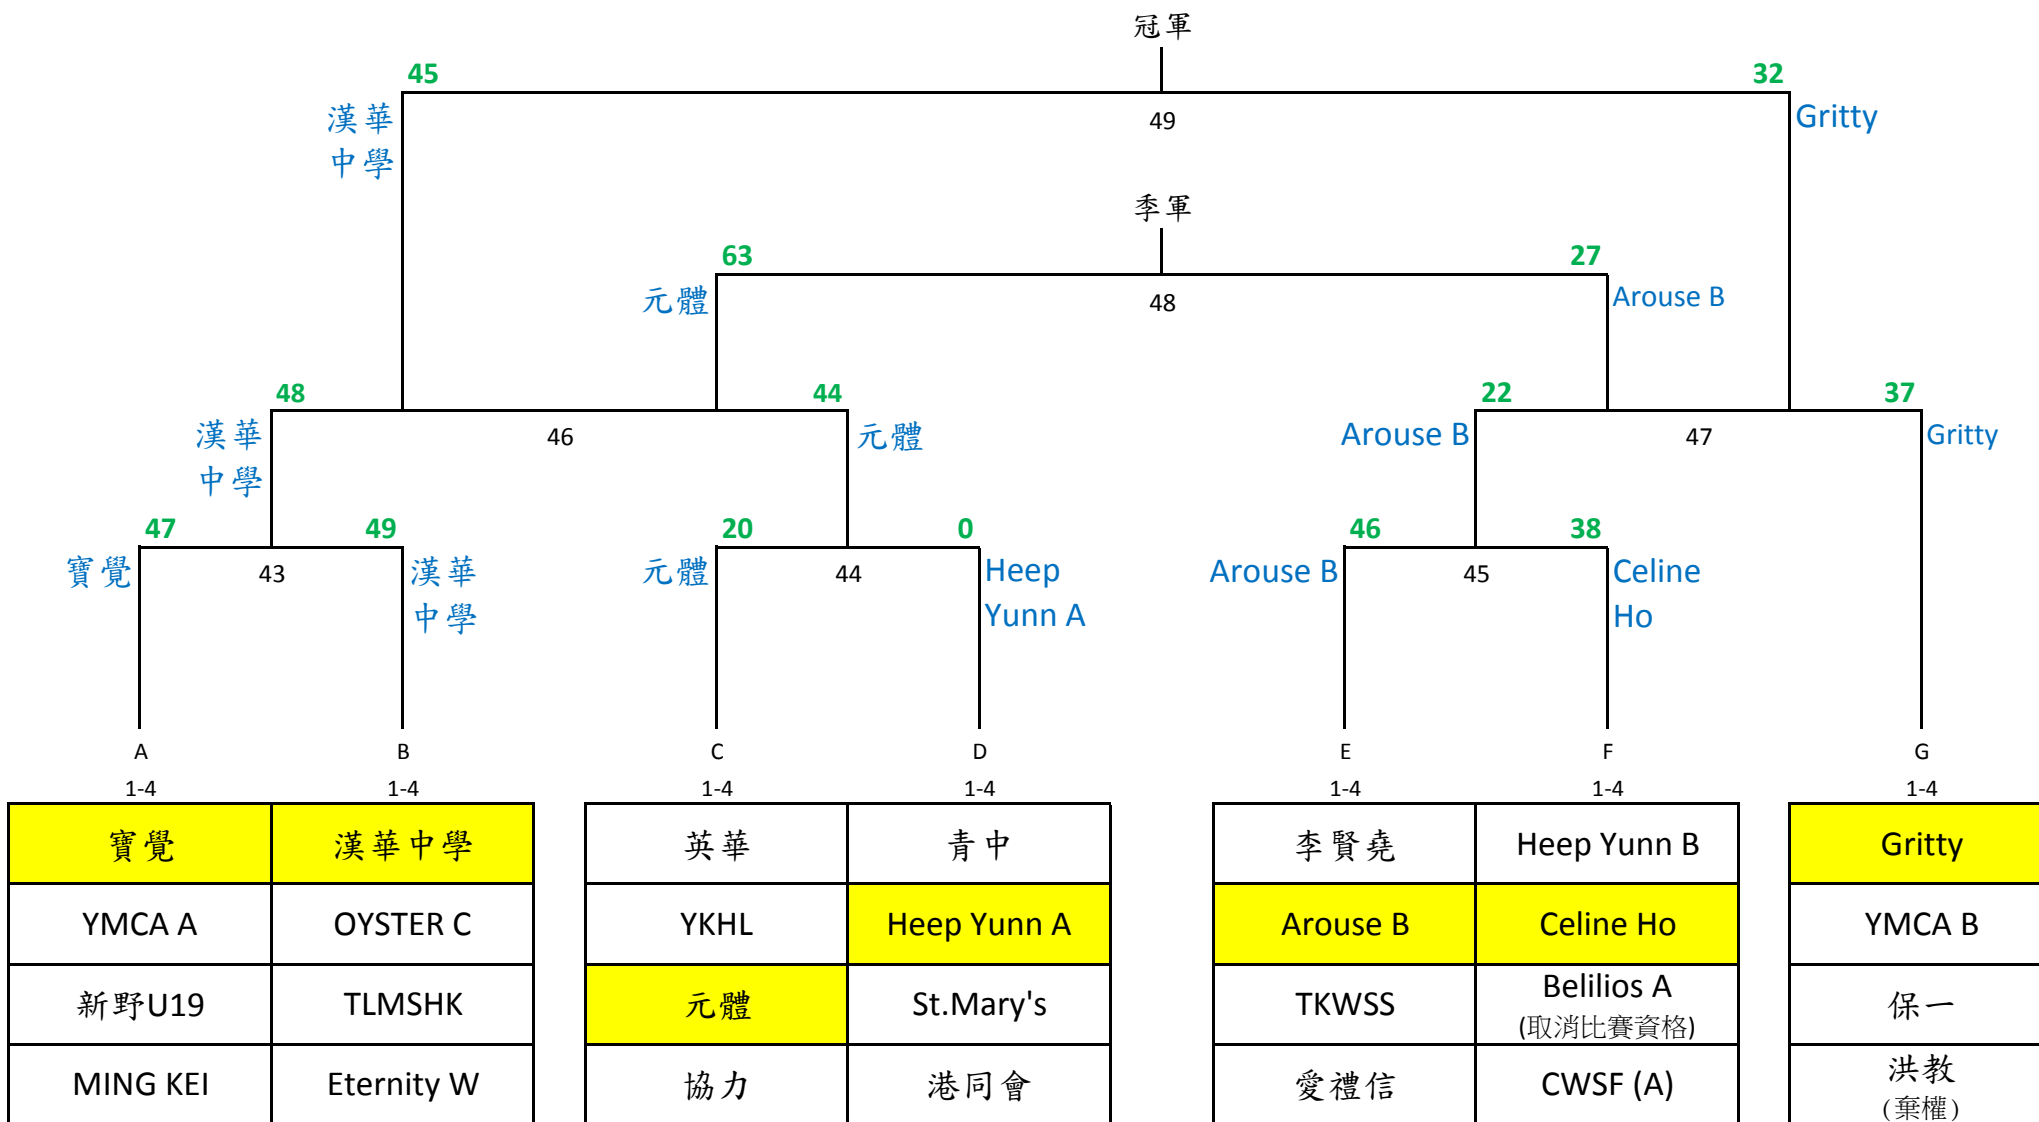 冠軍
45
32
漢華
中學
49
Gritty
季軍
63
27
元體
48
Arouse B
48
44
22
37
漢華
中學
46
元體
Arouse B
47
Gritty
47
49
20
0
46
38
寶覺
43
漢華
中學
元體
44
Heep
Yunn A
Arouse B
45
Celine
Ho
A
B
C
D
E
F
G
1-4
1-4
1-4
1-4
1-4
1-4
1-4
寶覺
漢華中學
英華
青中
李賢堯
Heep Yunn B
Gritty
YMCA A
OYSTER C
YKHL
Heep Yunn A
Arouse B
Celine Ho
YMCA B
新野U19
TLMSHK
元體
St.Mary's
TKWSS
Belilios A
(取消比賽資格)
保一
MING KEI
Eternity W
協力
港同會
愛禮信
CWSF (A)
洪教
(棄權)